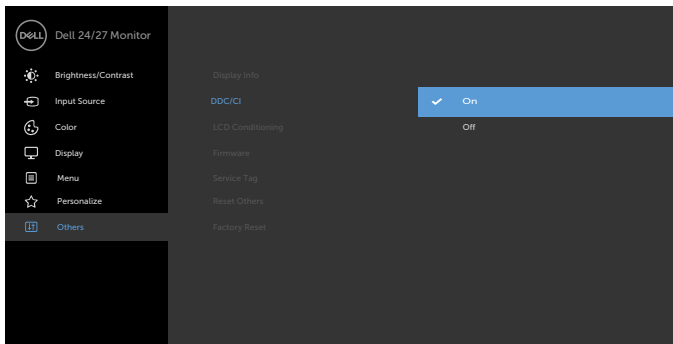 DELL Dell 24/27 Monitor
Brightness/Contrast
Input Source
Color
Display
Menu
Personalize
Others
Display Info
DDC/CI
LCD Conditioning
Firmware
Service Tag
Reset Others
Factory Reset
On
Off